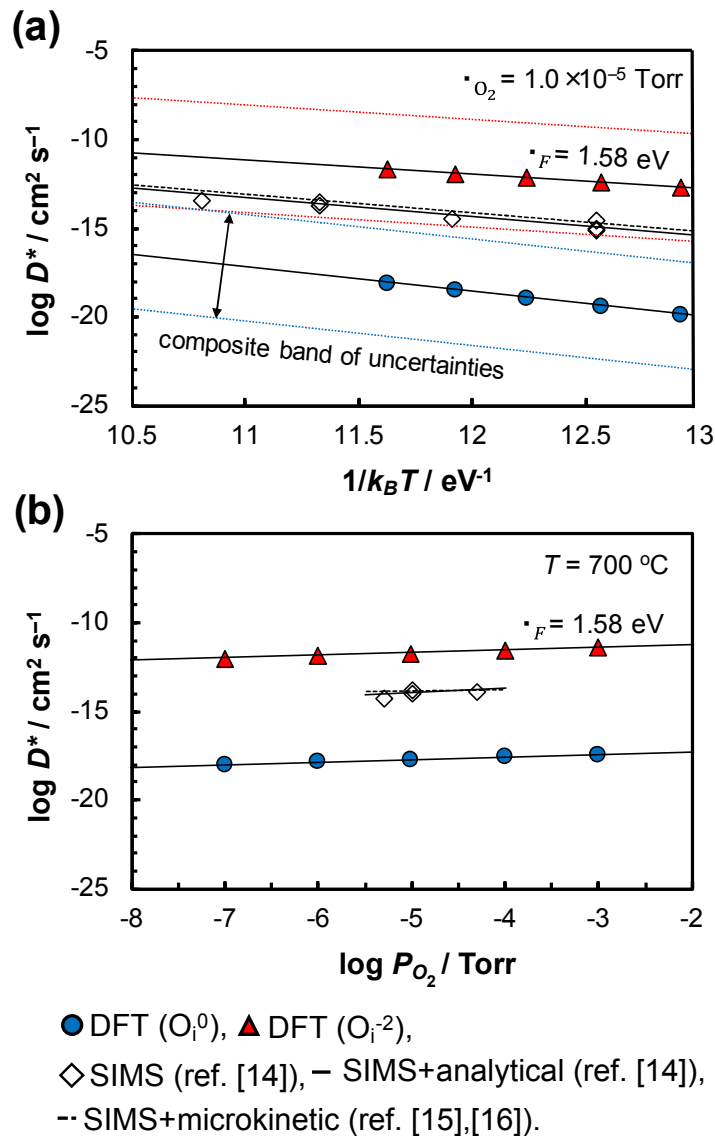 (a)
-5
▪ O2 = 1.0 ×10⁻⁵ Torr
-10
▪ F = 1.58 eV
log D* / cm² s⁻¹
-15
-20
composite band of uncertainties
-25
10.5 11 11.5 12 12.5 13
1/kBT / eV⁻¹
(b)
-5
T = 700 ºC
-10
▪ F = 1.58 eV
log D* / cm² s⁻¹
-15
-20
-25
-8 -7 -6 -5 -4 -3 -2
log PO₂ / Torr
DFT (Oi⁰), DFT (Oi⁻²),
SIMS (ref. [14]), – SIMS+analytical (ref. [14]),
-- SIMS+microkinetic (ref. [15],[16]).